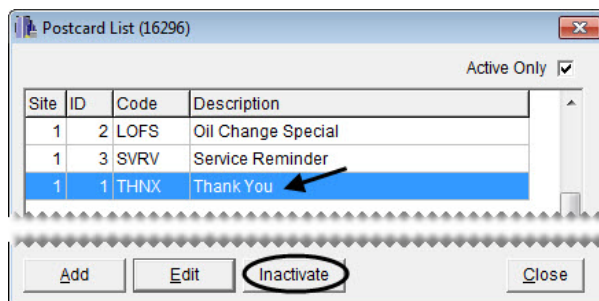 Postcard List (16296)
Active Only
Site ID Code Description
1 2 LOFS Oil Change Special
1 3 SVRV Service Reminder
1 1 THNX Thank You
Add Edit Inactivate Close